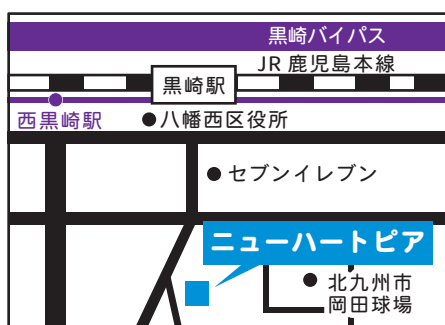 黒崎バイパス
JR 鹿児島本線
黒崎駅
西黒崎駅
●八幡西区役所
●セブンイレブン
ニューハートピア
●北九州市
岡田球場